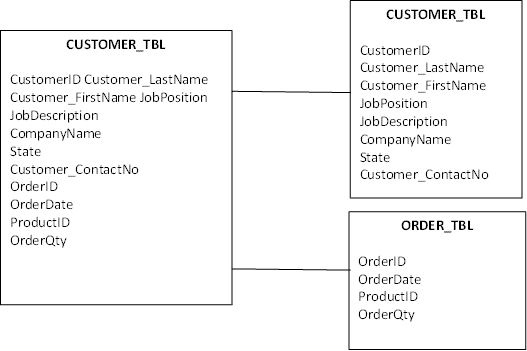 CUSTOMER_TBL
CustomerID Customer_LastName
Customer_FirstName JobPosition
JobDescription
CompanyName
State
Customer_ContactNo
OrderID
OrderDate
ProductID
OrderQty
CUSTOMER_TBL
CustomerID
Customer_LastName
Customer_FirstName
JobPosition
JobDescription
CompanyName
State
Customer_ContactNo
ORDER_TBL
OrderID
OrderDate
ProductID
OrderQty